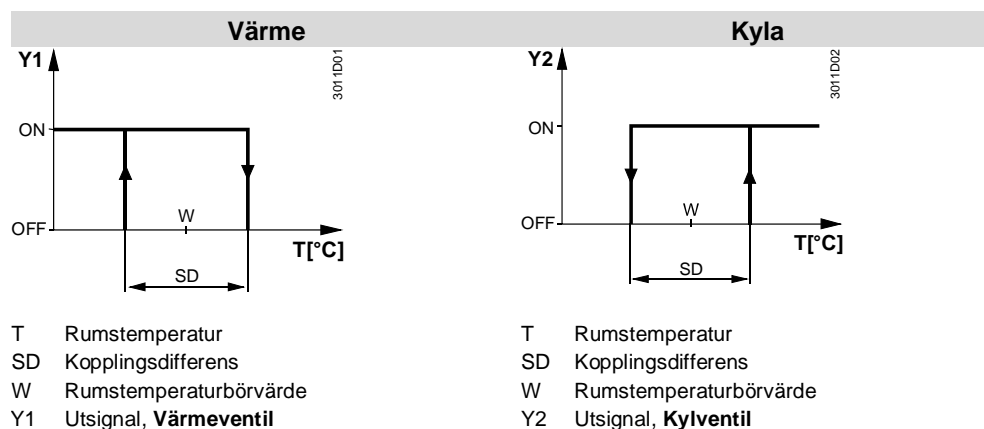 Värme
Kyla
Y1
3011D01
ON
OFF
W
T[°C]
SD
Y2
3011D02
ON
OFF
W
T[°C]
SD
T Rumstemperatur
SD Kopplingsdifferens
W Rumstemperaturbörvärde
Y1 Utsignal, Värmeventil
T Rumstemperatur
SD Kopplingsdifferens
W Rumstemperaturbörvärde
Y2 Utsignal, Kylventil